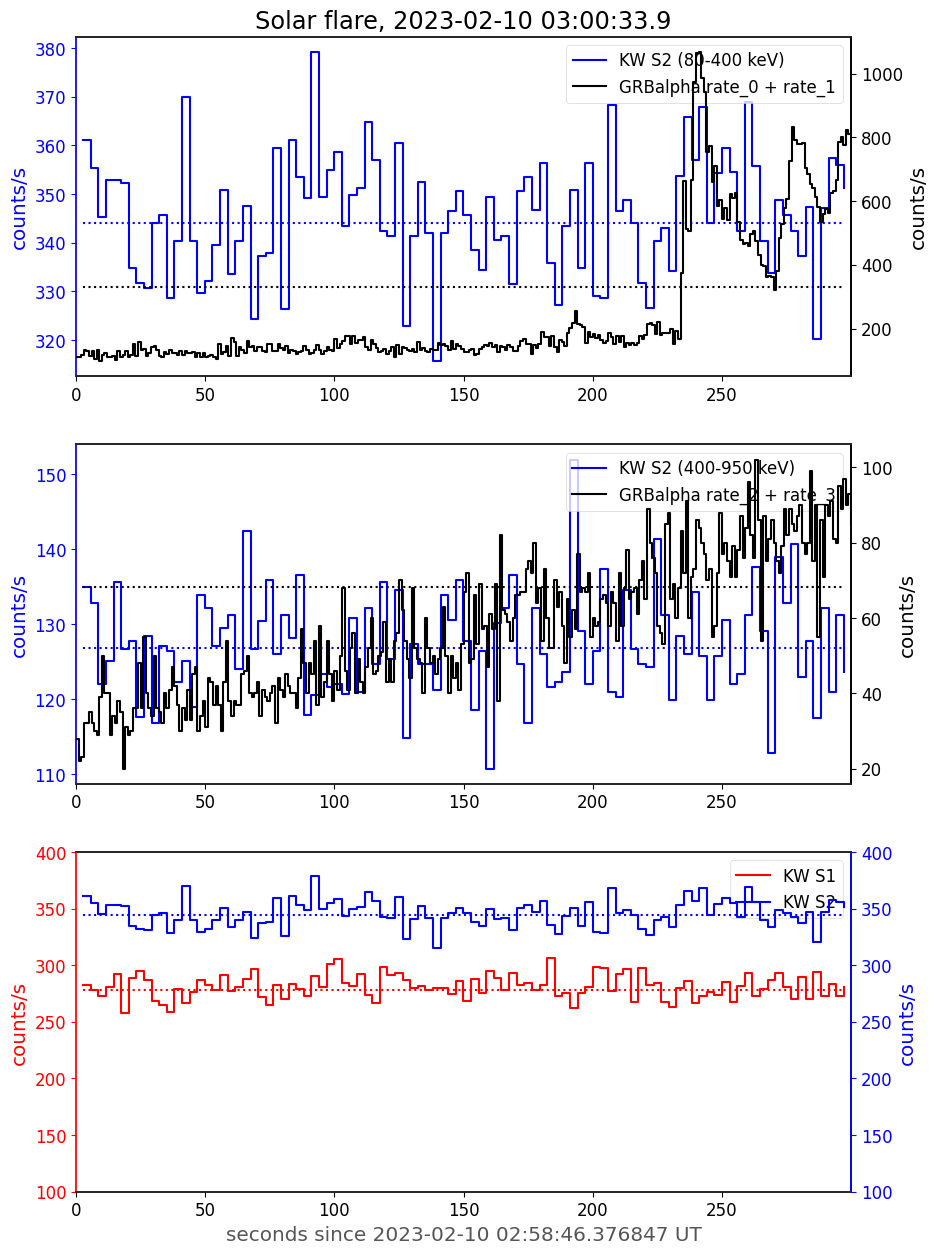 Solar flare, 2023-02-10 03:00:33.9
KW S2 (80-400 keV)
GRBalpha rate_0 + rate_1
380
370
360
350
340
330
320
counts/s
1000
800
600
400
200
counts/s
0 50 100 150 200 250
KW S2 (400-950 keV)
GRBalpha rate_2 + rate_3
150
140
130
120
110
counts/s
100
80
60
40
20
counts/s
0 50 100 150 200 250
KW S1
KW S2
400
350
300
250
200
150
100
counts/s
400
350
300
250
200
150
100
counts/s
0 50 100 150 200 250
seconds since 2023-02-10 02:58:46.376847 UT